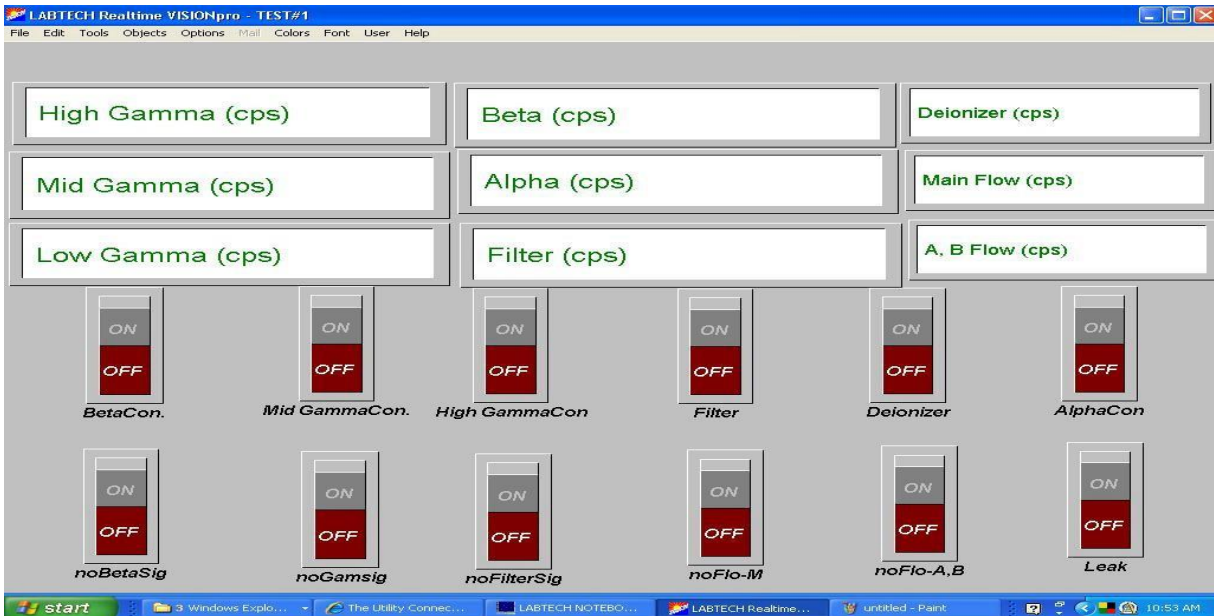 LABTECH Realtime VISIONpro - TEST#1
File Edit Tools Objects Options Mail Colors Font User Help
High Gamma (cps) Beta (cps) Deionizer (cps)
Mid Gamma (cps) Alpha (cps) Main Flow (cps)
Low Gamma (cps) Filter (cps) A, B Flow (cps)
ON ON ON ON ON ON
OFF OFF OFF OFF OFF OFF
BetaCon. Mid GammaCon. High GammaCon Filter Deionizer AlphaCon
ON ON ON ON ON ON
OFF OFF OFF OFF OFF OFF
noBetaSig noGamsig noFilterSig noFlo-M noFlo-A,B Leak
start 3 Windows Explo... The Utility Connec... LABTECH NOTEBO... LABTECH Realtime... untitled - Paint 10:53 AM